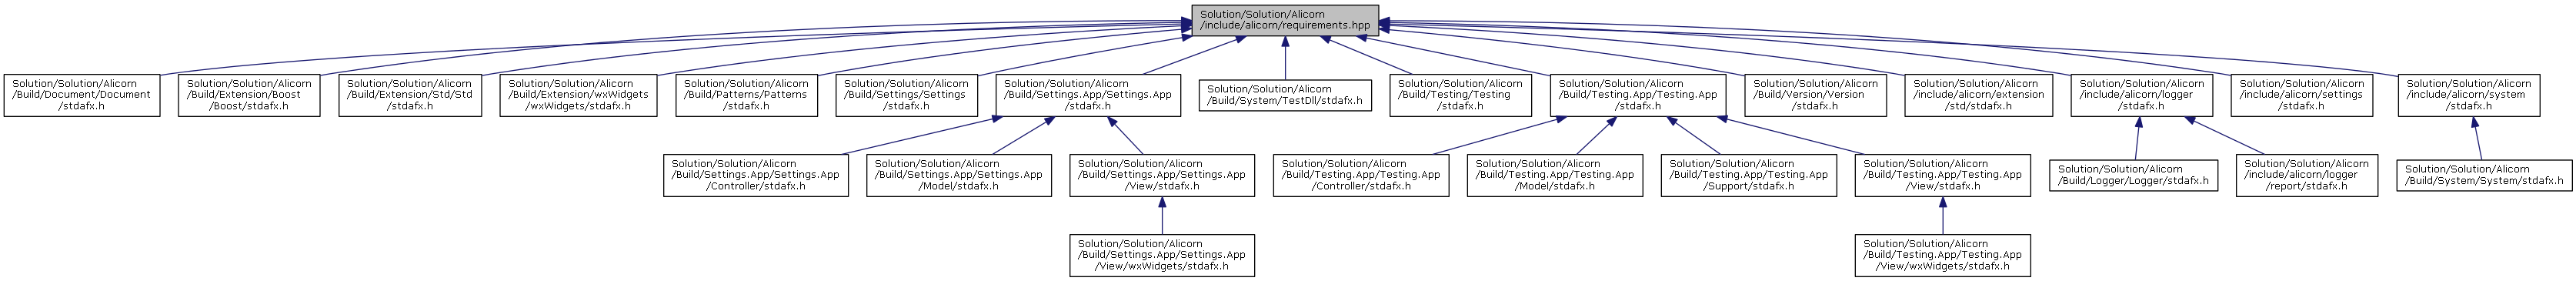 Solution/Solution/Alicorn
/include/alicorn/requirements.hpp
Solution/Solution/Alicorn
/Build/Document/Document
/stdafx.h
Solution/Solution/Alicorn
/Build/Extension/Boost
/Boost/stdafx.h
Solution/Solution/Alicorn
/Build/Extension/Std/Std
/stdafx.h
Solution/Solution/Alicorn
/Build/Extension/wxWidgets
/wxWidgets/stdafx.h
Solution/Solution/Alicorn
/Build/Patterns/Patterns
/stdafx.h
Solution/Solution/Alicorn
/Build/Settings/Settings
/stdafx.h
Solution/Solution/Alicorn
/Build/Settings.App/Settings.App
/stdafx.h
Solution/Solution/Alicorn
/Build/System/TestDll/stdafx.h
Solution/Solution/Alicorn
/Build/Testing/Testing
/stdafx.h
Solution/Solution/Alicorn
/Build/Testing.App/Testing.App
/stdafx.h
Solution/Solution/Alicorn
/Build/Version/Version
/stdafx.h
Solution/Solution/Alicorn
/include/alicorn/extension
/std/stdafx.h
Solution/Solution/Alicorn
/include/alicorn/logger
/stdafx.h
Solution/Solution/Alicorn
/include/alicorn/settings
/stdafx.h
Solution/Solution/Alicorn
/include/alicorn/system
/stdafx.h
Solution/Solution/Alicorn
/Build/Settings.App/Settings.App
/Controller/stdafx.h
Solution/Solution/Alicorn
/Build/Settings.App/Settings.App
/Model/stdafx.h
Solution/Solution/Alicorn
/Build/Settings.App/Settings.App
/View/stdafx.h
Solution/Solution/Alicorn
/Build/Testing.App/Testing.App
/Controller/stdafx.h
Solution/Solution/Alicorn
/Build/Testing.App/Testing.App
/Model/stdafx.h
Solution/Solution/Alicorn
/Build/Testing.App/Testing.App
/Support/stdafx.h
Solution/Solution/Alicorn
/Build/Testing.App/Testing.App
/View/stdafx.h
Solution/Solution/Alicorn
/Build/Logger/Logger/stdafx.h
Solution/Solution/Alicorn
/include/alicorn/logger
/report/stdafx.h
Solution/Solution/Alicorn
/Build/System/System/stdafx.h
Solution/Solution/Alicorn
/Build/Settings.App/Settings.App
/View/wxWidgets/stdafx.h
Solution/Solution/Alicorn
/Build/Testing.App/Testing.App
/View/wxWidgets/stdafx.h